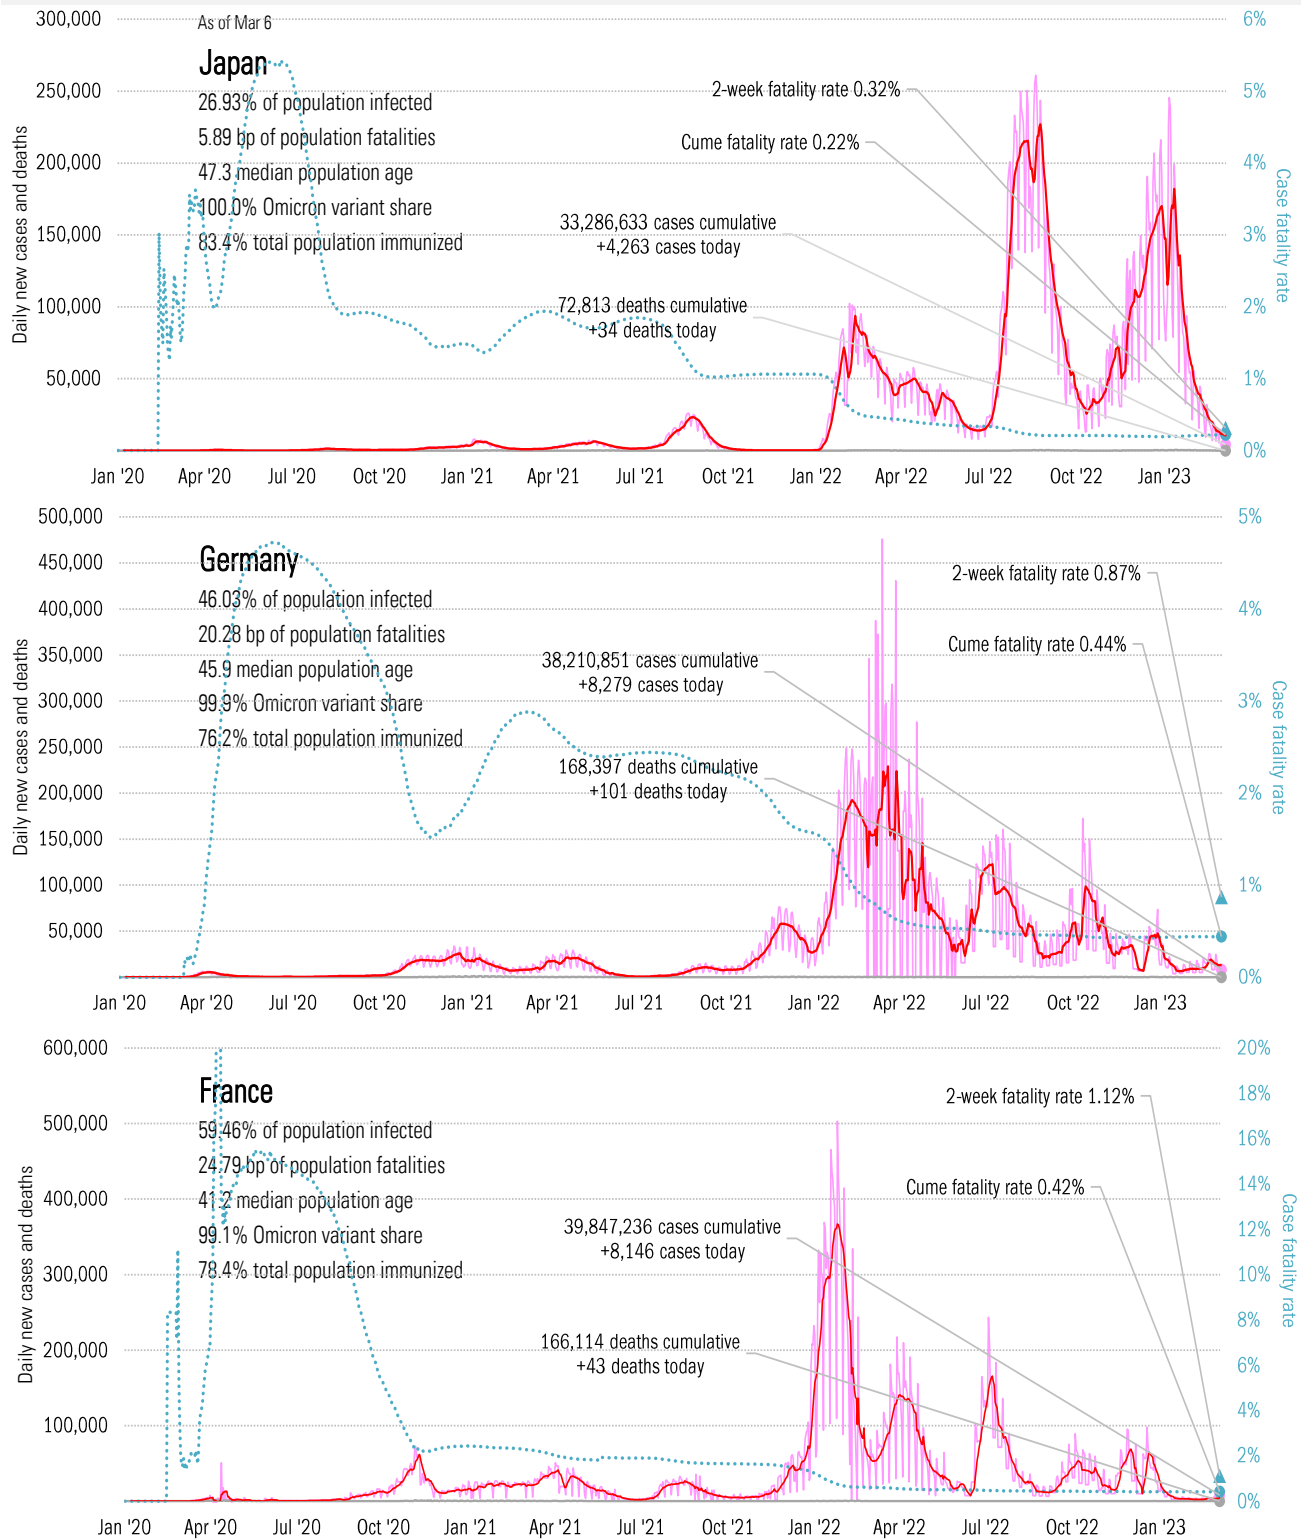 As of Mar 6
Japan
26.93% of population infected
5.89 bp of population fatalities
47.3 median population age
100.0% Omicron variant share
83.4% total population immunized
2-week fatality rate 0.32%
Cume fatality rate 0.22%
33,286,633 cases cumulative
+4,263 cases today
72,813 deaths cumulative
+34 deaths today
Daily new cases and deaths
300,000
250,000
200,000
150,000
100,000
50,000
Case fatality rate
6%
5%
4%
3%
2%
1%
0%
Jan '20 Apr '20 Jul '20 Oct '20 Jan '21 Apr '21 Jul '21 Oct '21 Jan '22 Apr '22 Jul '22 Oct '22 Jan '23
Germany
46.03% of population infected
20.28 bp of population fatalities
45.9 median population age
99.9% Omicron variant share
76.2% total population immunized
2-week fatality rate 0.87%
Cume fatality rate 0.44%
38,210,851 cases cumulative
+8,279 cases today
168,397 deaths cumulative
+101 deaths today
Daily new cases and deaths
500,000
450,000
400,000
350,000
300,000
250,000
200,000
150,000
100,000
50,000
Case fatality rate
5%
4%
3%
2%
1%
0%
Jan '20 Apr '20 Jul '20 Oct '20 Jan '21 Apr '21 Jul '21 Oct '21 Jan '22 Apr '22 Jul '22 Oct '22 Jan '23
France
59.46% of population infected
24.79 bp of population fatalities
41.2 median population age
99.1% Omicron variant share
78.4% total population immunized
2-week fatality rate 1.12%
Cume fatality rate 0.42%
39,847,236 cases cumulative
+8,146 cases today
166,114 deaths cumulative
+43 deaths today
Daily new cases and deaths
600,000
500,000
400,000
300,000
200,000
100,000
Case fatality rate
20%
18%
16%
14%
12%
10%
8%
6%
4%
2%
0%
Jan '20 Apr '20 Jul '20 Oct '20 Jan '21 Apr '21 Jul '21 Oct '21 Jan '22 Apr '22 Jul '22 Oct '22 Jan '23